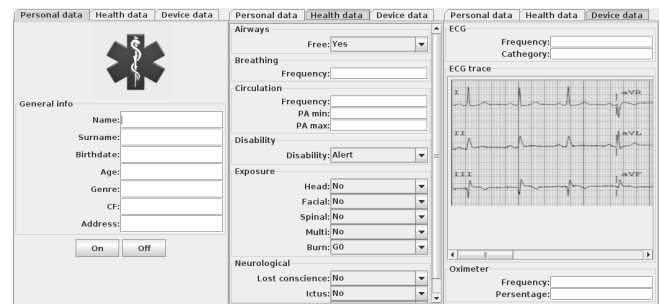 Personal data Health data Device data
General info
Name:
Surname:
Birthdate:
Age:
Genre:
CF:
Address:
On Off
Personal data Health data Device data
Airways
Free: Yes
Breathing
Frequency:
Circulation
Frequency:
PA min:
PA max:
Disability
Disability: Alert
Exposure
Head: No
Facial: No
Spinal: No
Multi: No
Burn: G0
Neurological
Lost conscience: No
Ictus: No
Personal data Health data Device data
ECG
Frequency:
Cathegory:
ECG trace
I aVR
II aVL
III aVF
Oximeter
Frequency:
Persentage: